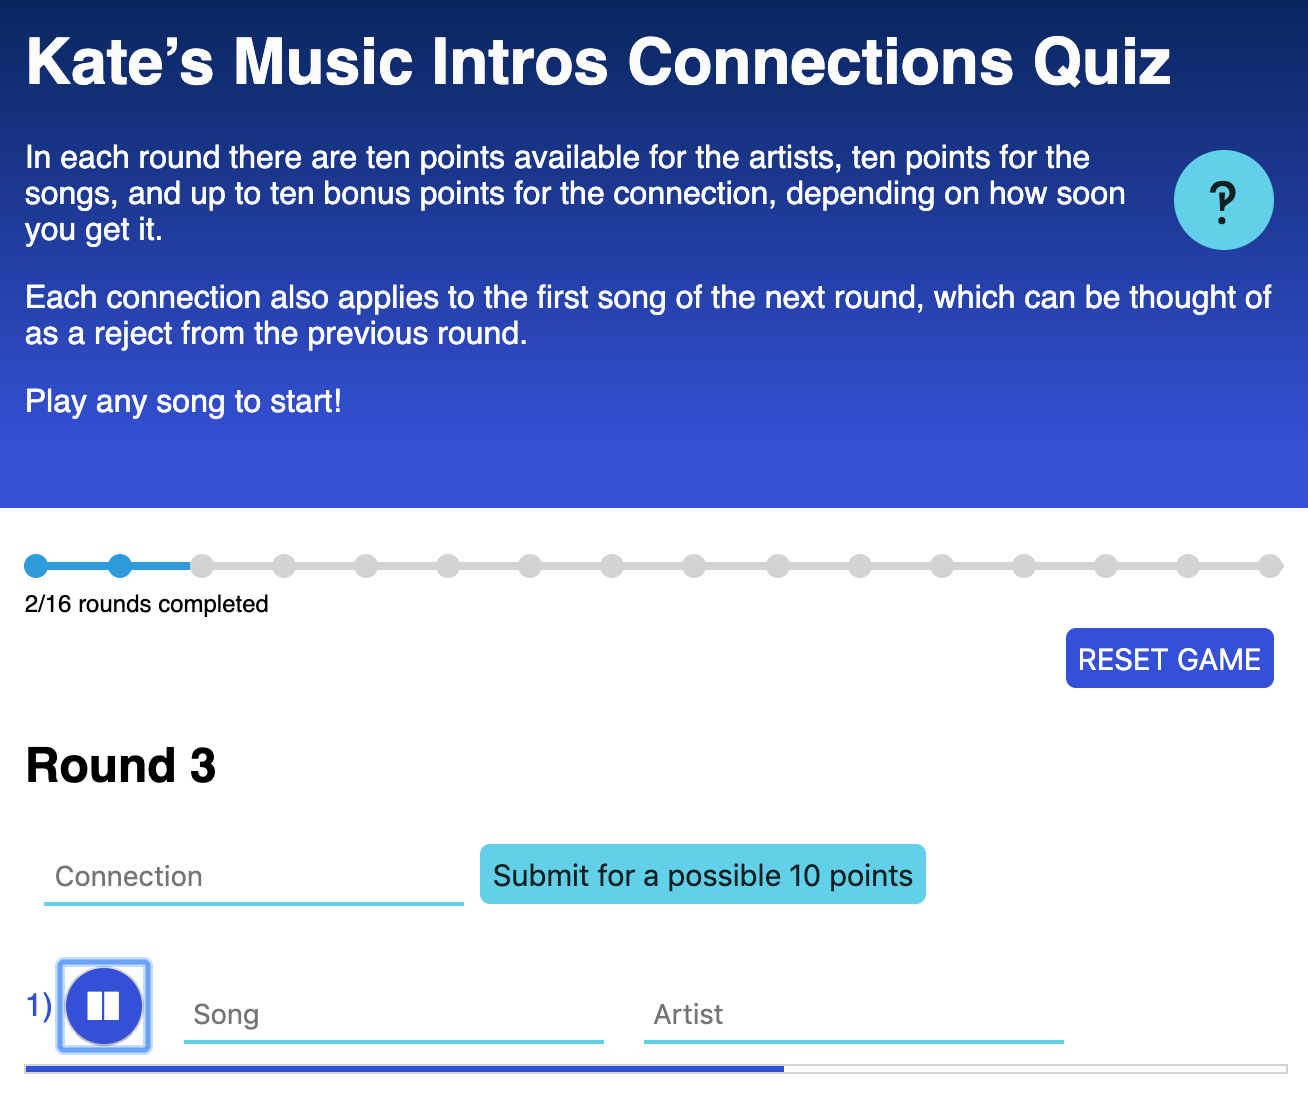 Kate’s Music Intros Connections Quiz
In each round there are ten points available for the artists, ten points for the
songs, and up to ten bonus points for the connection, depending on how soon
you get it.
?
Each connection also applies to the first song of the next round, which can be thought of
as a reject from the previous round.
Play any song to start!
2/16 rounds completed
RESET GAME
Round 3
Connection
Submit for a possible 10 points
1)
Song
Artist